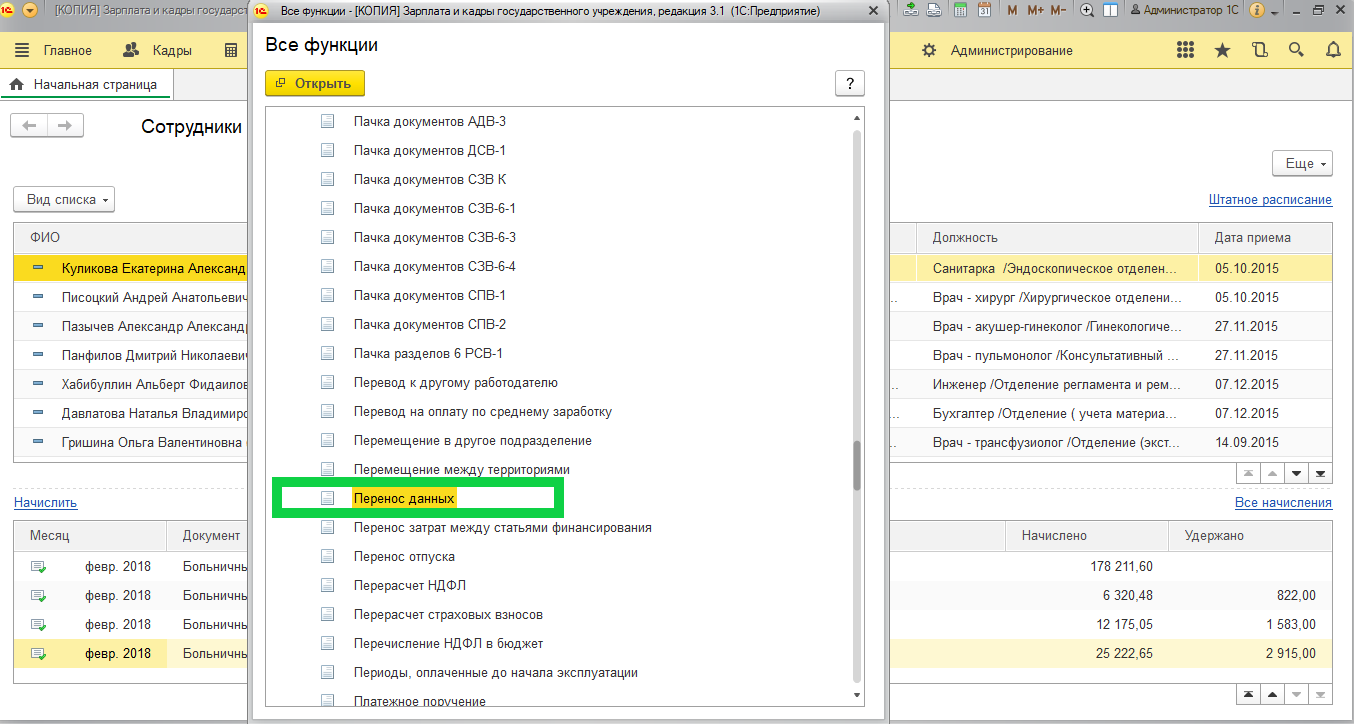 [КОПИЯ] Зарплата и кадры государст
Все функции - [КОПИЯ] Зарплата и кадры государственного учреждения, редакция 3.1 (1С:Предприятие)
31
M M+ M-
Администратор 1С
Главное
Кадры
Администрирование
Начальная страница
Сотрудники
Еще
Вид списка
Штатное расписание
ФИО
Должность
Дата приема
Куликова Екатерина Александ
Санитарка /Эндоскопическое отделен...
05.10.2015
Писоцкий Андрей Анатольевич
Врач - хирург /Хирургическое отделени...
05.10.2015
Пазычев Александр Александр
Врач - акушер-гинеколог /Гинекологиче...
27.11.2015
Панфилов Дмитрий Николаевич
Врач - пульмонолог /Консультативный ...
27.11.2015
Хабибуллин Альберт Фидаилов
Инженер /Отделение регламента и рем...
07.12.2015
Давлатова Наталья Владимиро
Бухгалтер /Отделение ( учета материа...
07.12.2015
Гришина Ольга Валентиновна
Врач - трансфузиолог /Отделение (экст...
14.09.2015
Начислить
Все начисления
Месяц
Документ
Начислено
Удержано
февр. 2018
Больничны
178 211,60
февр. 2018
Больничны
6 320,48
822,00
февр. 2018
Больничны
12 175,05
1 583,00
февр. 2018
Больничны
25 222,65
2 915,00
Все функции
Открыть
?
Пачка документов АДВ-3
Пачка документов ДСВ-1
Пачка документов СЗВ К
Пачка документов СЗВ-6-1
Пачка документов СЗВ-6-3
Пачка документов СЗВ-6-4
Пачка документов СПВ-1
Пачка документов СПВ-2
Пачка разделов 6 РСВ-1
Перевод к другому работодателю
Перевод на оплату по среднему заработку
Перемещение в другое подразделение
Перемещение между территориями
Перенос данных
Перенос затрат между статьями финансирования
Перенос отпуска
Перерасчет НДФЛ
Перерасчет страховых взносов
Перечисление НДФЛ в бюджет
Периоды, оплаченные до начала эксплуатации
Платежное поручение